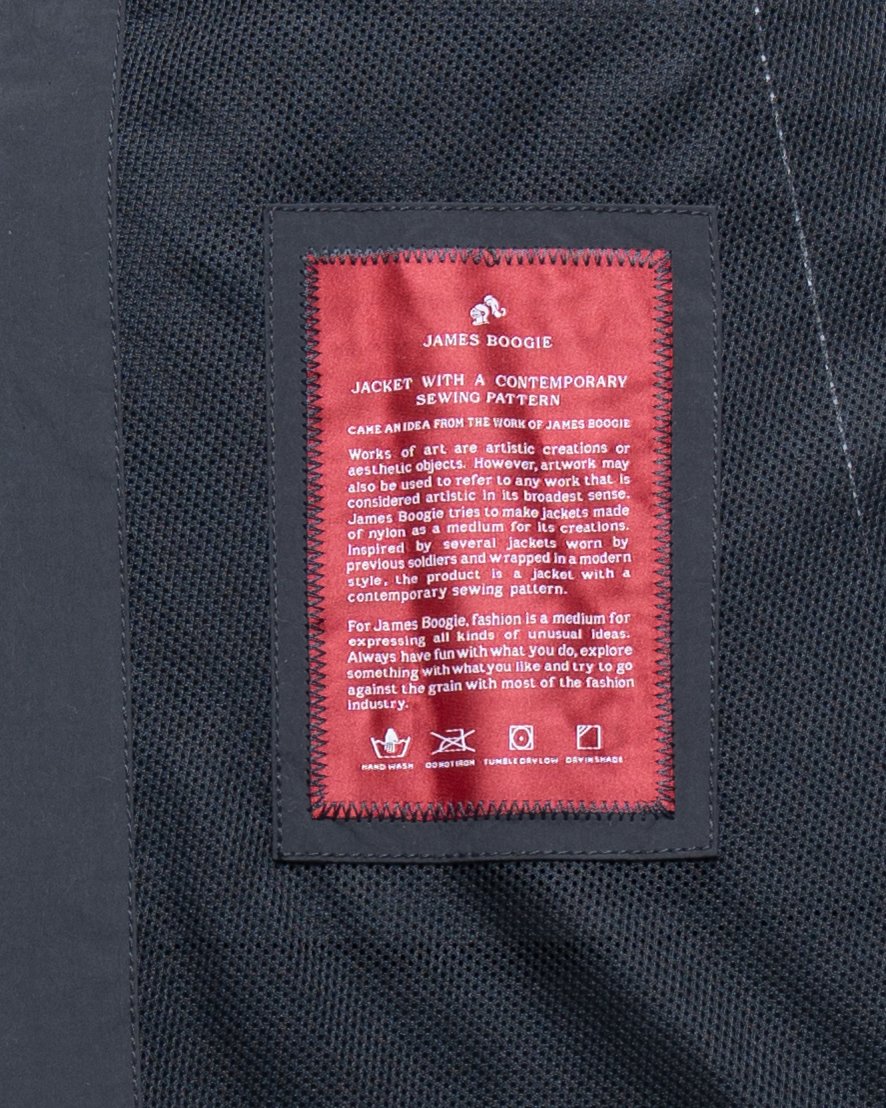 JAMES BOOGIE
JACKET WITH A CONTEMPORARY
SEWING PATTERN
CAME AN IDEA FROM THE WORK OF JAMES BOOGIE
Works of art are artistic creations or
aesthetic objects. However, artwork may
also be used to refer to any work that is
considered artistic in its broadest sense.
James Boogie tries to make jackets made
of nylon as a medium for its creations.
Inspired by several jackets worn by
previous soldiers and wrapped in a modern
style, the product is a jacket with a
contemporary sewing pattern.
For James Boogie, fashion is a medium for
expressing all kinds of unusual ideas.
Always have fun with what you do, explore
something with what you like and try to go
against the grain with most of the fashion
industry.
HAND WASH DO NOT IRON TUMBLE DRY LOW DRY IN SHADE